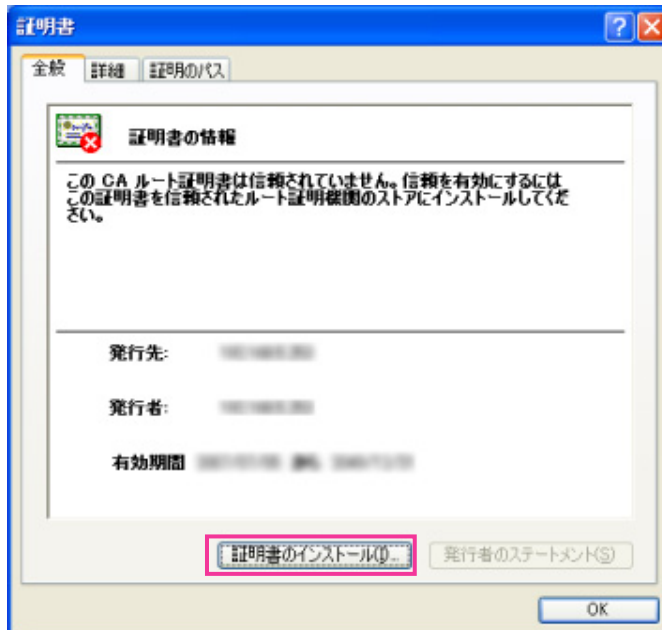 証明書
全般 詳細 証明のパス
証明書の情報
この CA ルート証明書は信頼されていません。信頼を有効にするには
この証明書を信頼されたルート証明機関のストアにインストールしてくだ
さい。
発行先:
発行者:
有効期間
証明書のインストール(I)... 発行者のステートメント(S)
OK